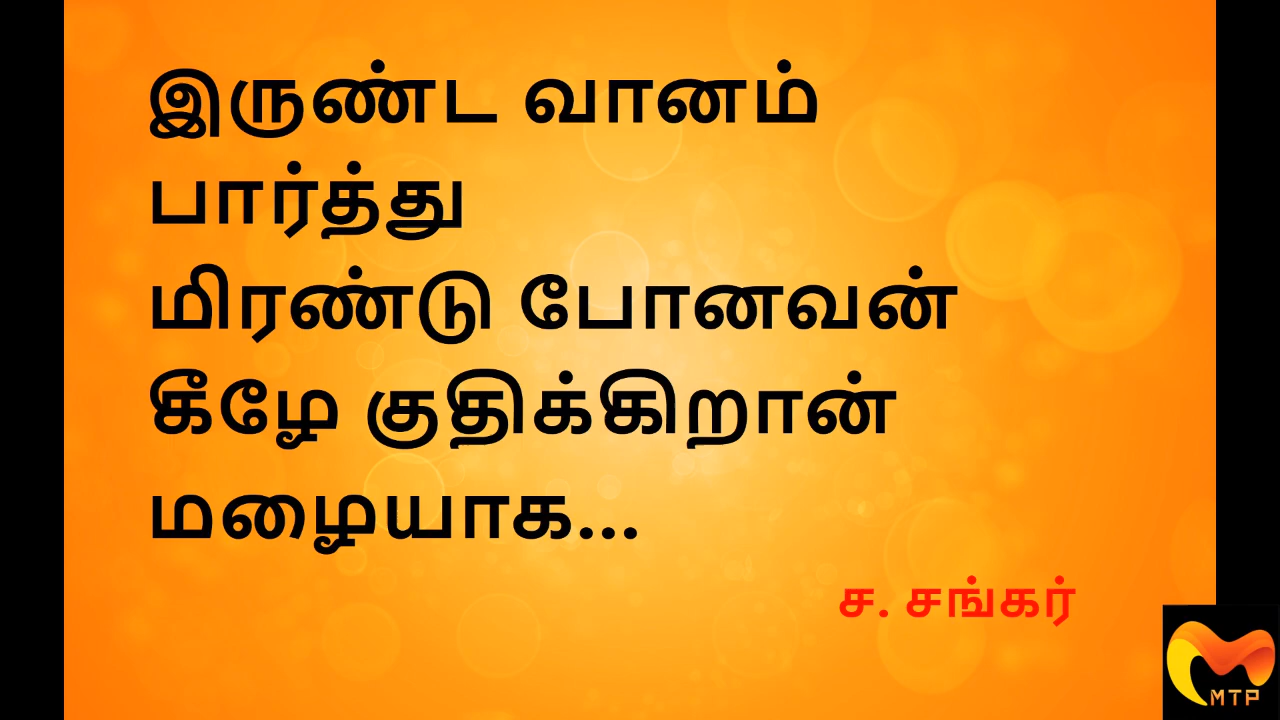 இருண்ட வானம்
பார்த்து
மிரண்டு போனவன்
கீழே குதிக்கிறான்
மழையாக...
ச. சங்கர்
MTP